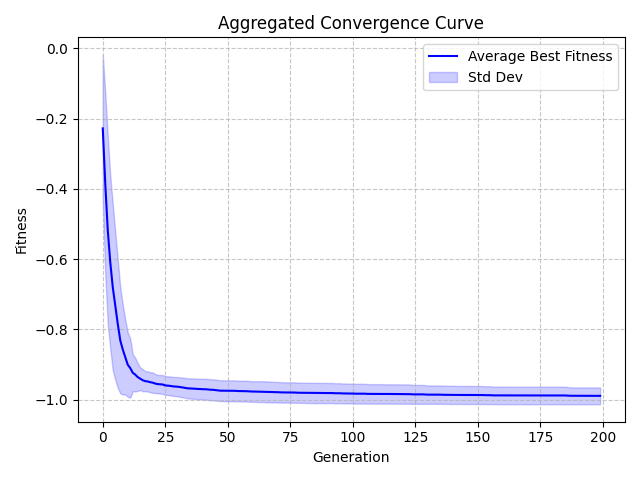 Aggregated Convergence Curve
Average Best Fitness
Std Dev
Fitness
0.0
−0.2
−0.4
−0.6
−0.8
−1.0
0 25 50 75 100 125 150 175 200
Generation